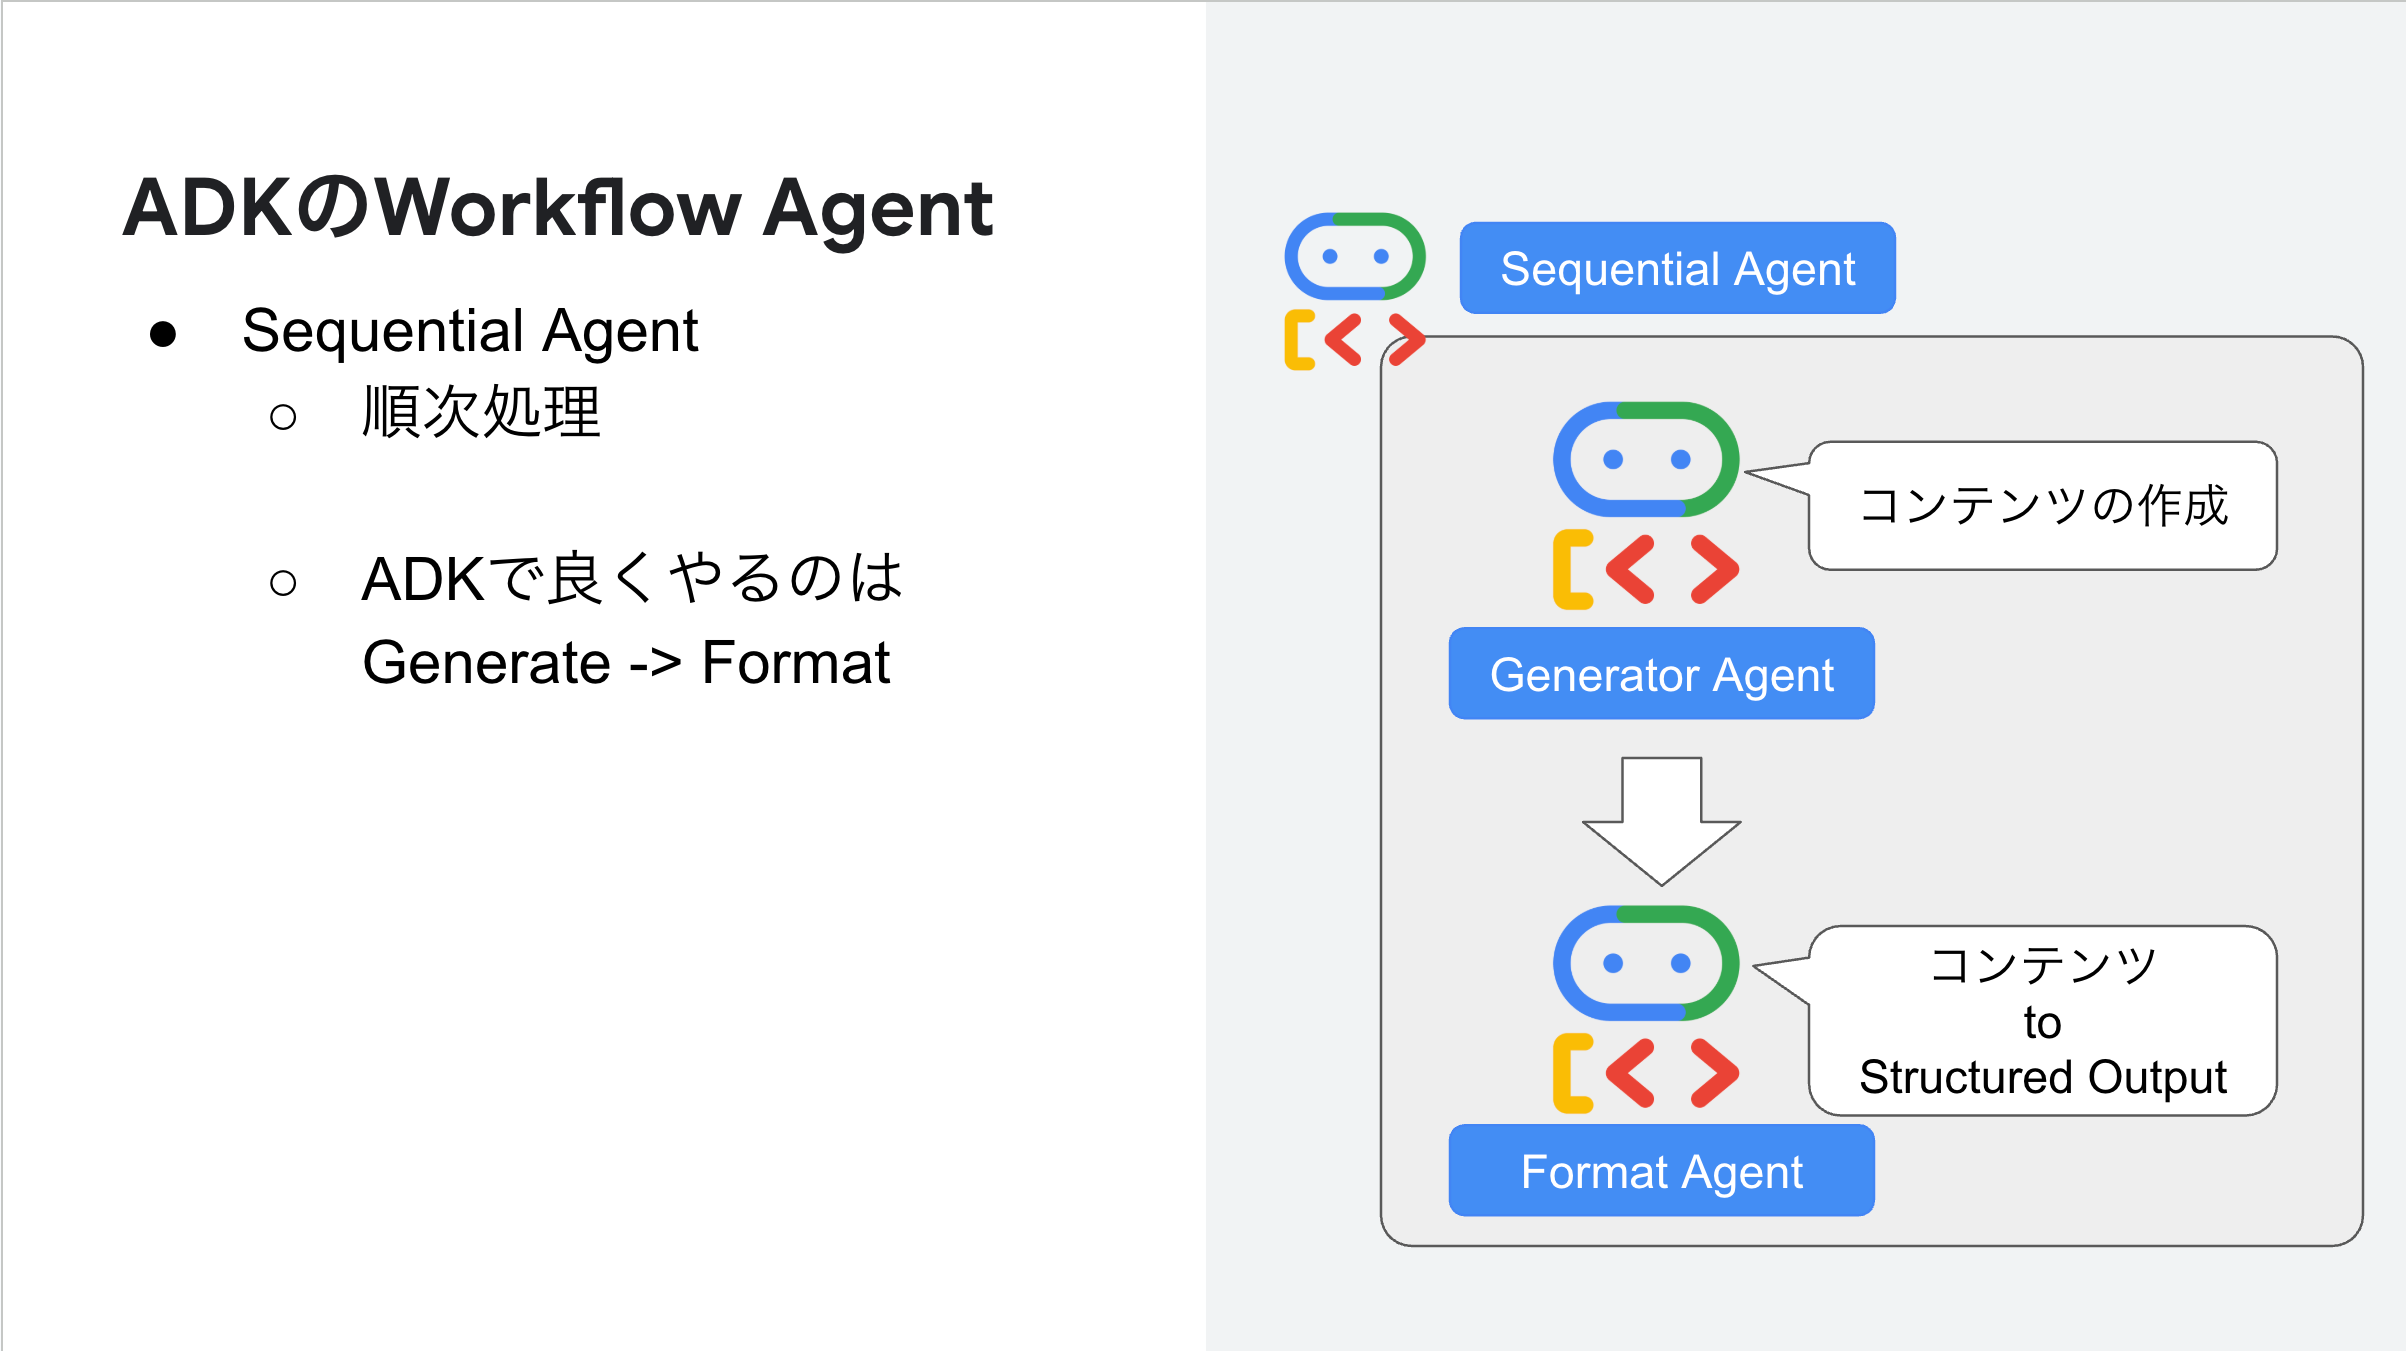 ADKのWorkflow Agent
● Sequential Agent
○ 順次処理
○ ADKで良くやるのは
Generate -> Format
Sequential Agent
コンテンツの作成
Generator Agent
コンテンツ
to
Structured Output
Format Agent